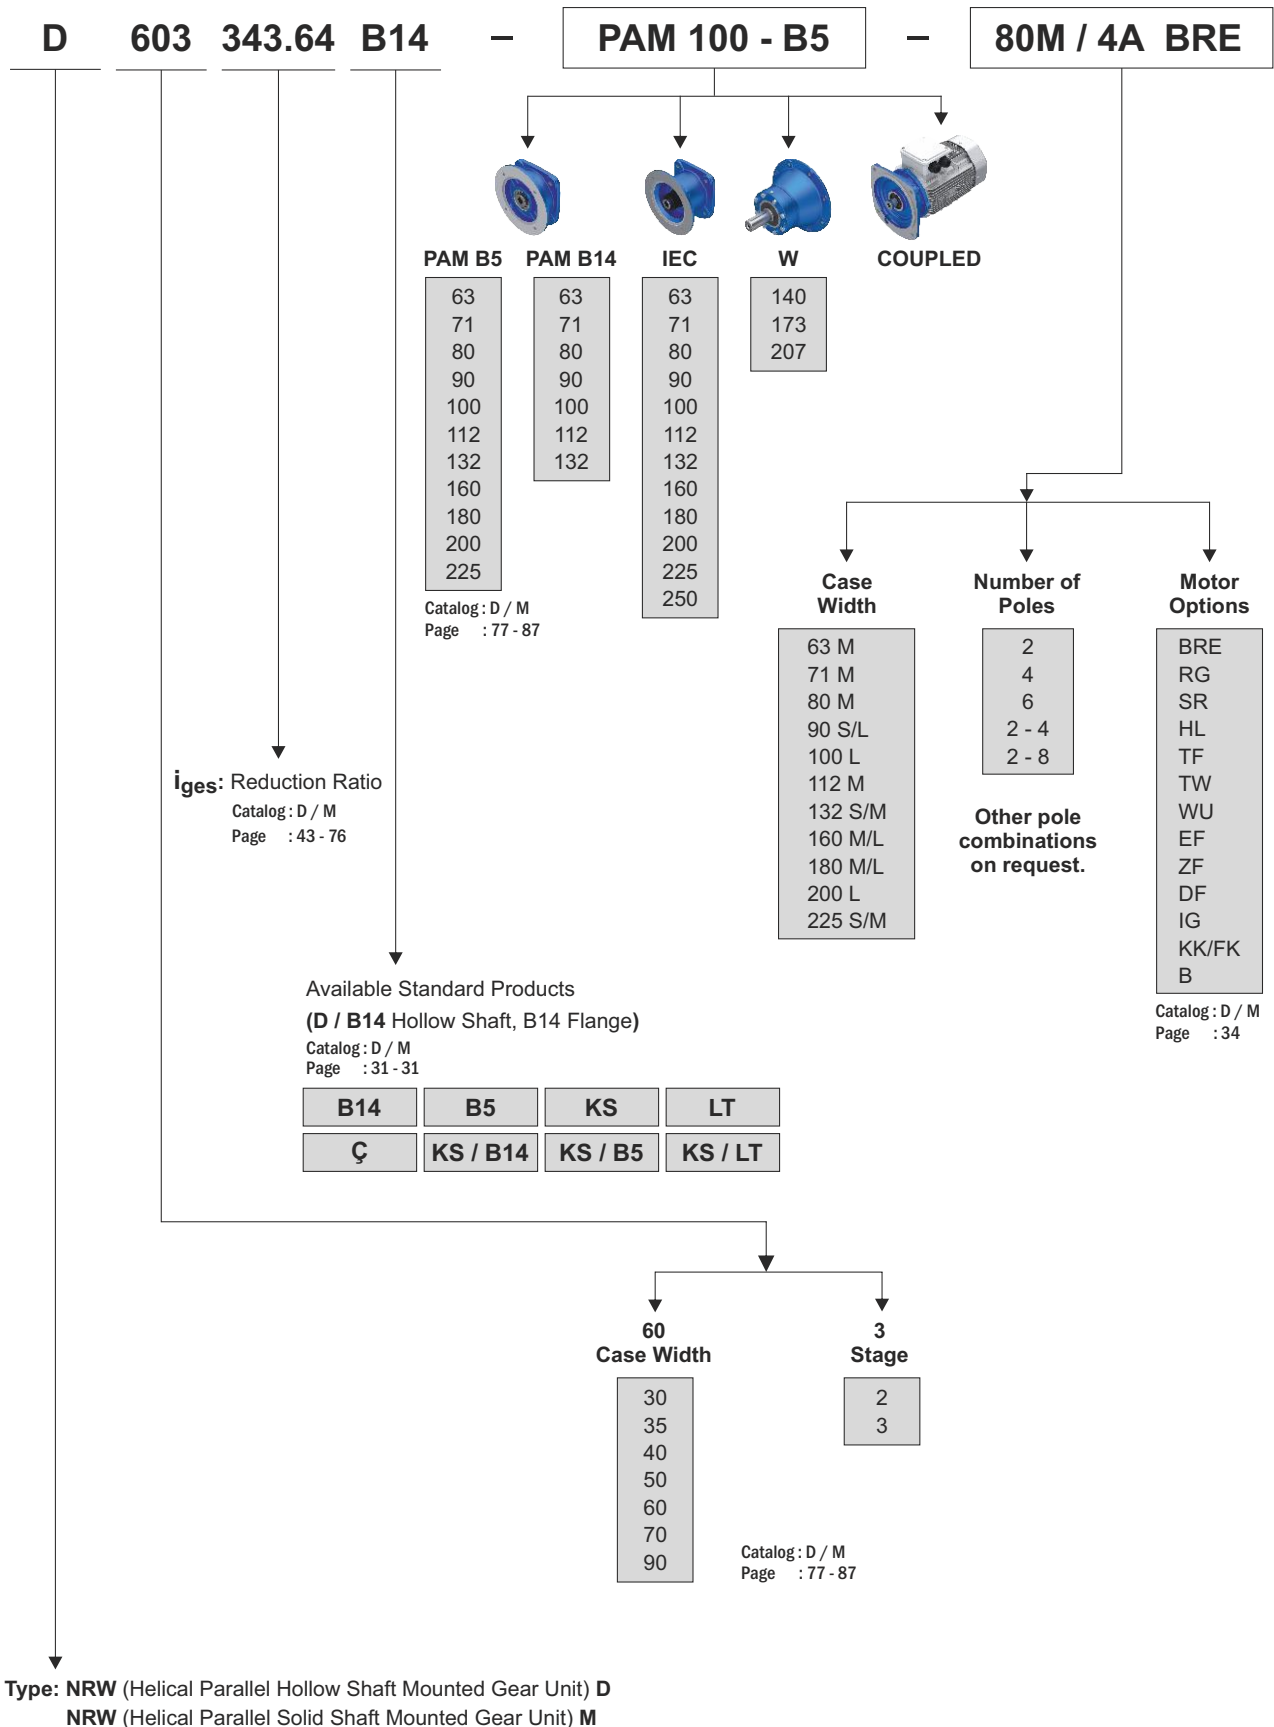 D 603 343.64 B14 – PAM 100 - B5 – 80M / 4A BRE
PAM B5 PAM B14 IEC W COUPLED
63 63 63 140
71 71 71 173
80 80 80 207
90 90 90
100 100 100
112 112 112
132 132 132
160 160
180 180
200 200
225 225
250
Catalog : D / M
Page : 77 - 87
Case Width
Number of Poles
Motor Options
63 M
71 M
80 M
90 S/L
100 L
112 M
132 S/M
160 M/L
180 M/L
200 L
225 S/M
2
4
6
2 - 4
2 - 8
Other pole
combinations
on request.
BRE
RG
SR
HL
TF
TW
WU
EF
ZF
DF
IG
KK/FK
B
Catalog : D / M
Page : 34
iges: Reduction Ratio
Catalog : D / M
Page : 43 - 76
Available Standard Products
(D / B14 Hollow Shaft, B14 Flange)
Catalog : D / M
Page : 31 - 31
B14 B5 KS LT
Ç KS / B14 KS / B5 KS / LT
60
Case Width
30
35
40
50
60
70
90
3
Stage
2
3
Catalog : D / M
Page : 77 - 87
Type: NRW (Helical Parallel Hollow Shaft Mounted Gear Unit) D
NRW (Helical Parallel Solid Shaft Mounted Gear Unit) M